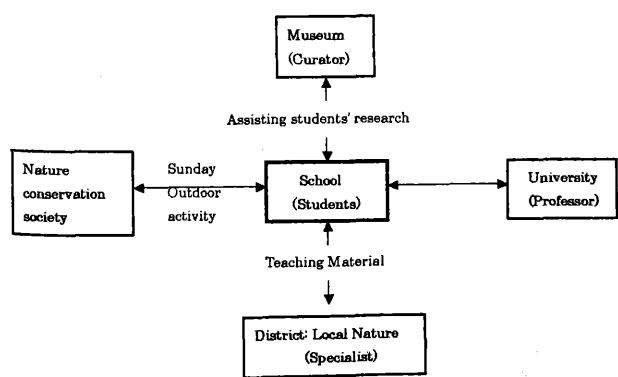 Museum
(Curator)
Assisting students' research
Nature
conservation
society
Sunday
Outdoor
activity
School
(Students)
University
(Professor)
Teaching Material
District: Local Nature
(Specialist)